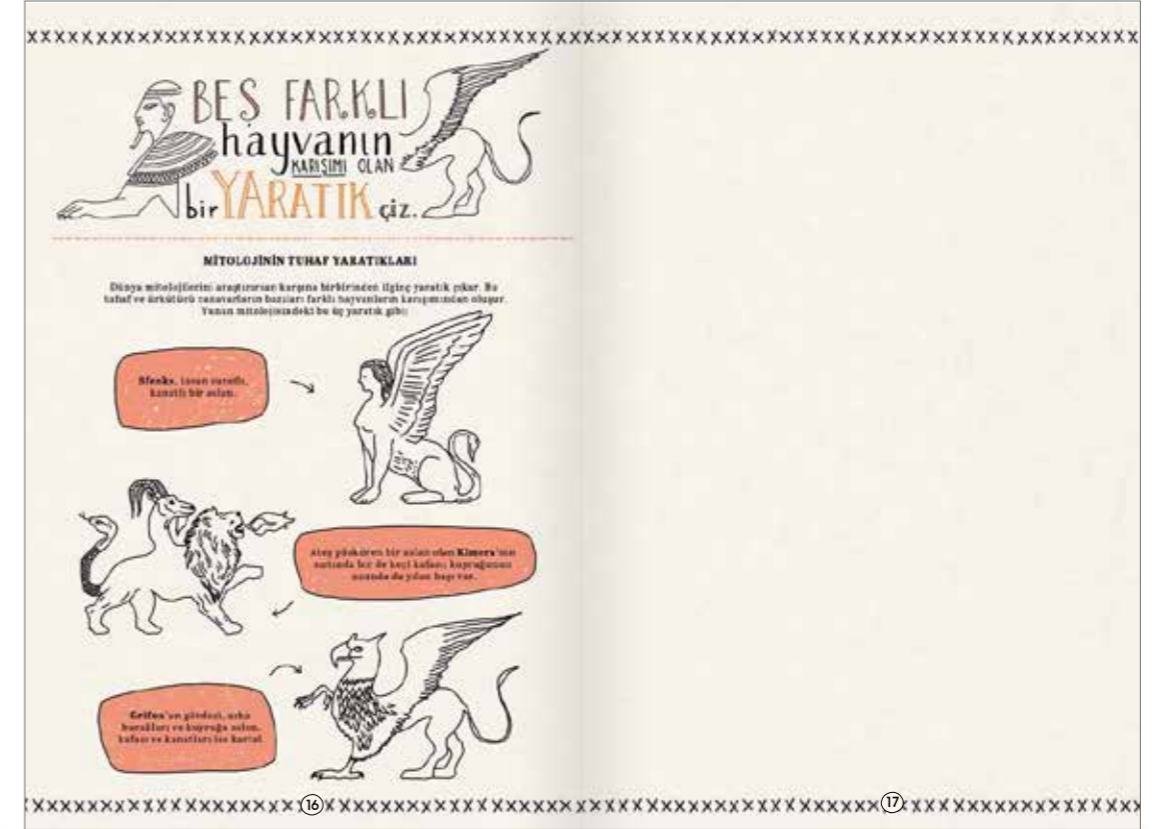 BEŞ FARKLI
hayvanın
KARIŞIMI OLAN
bir YARATIK çiz.
MİTOLOJİNİN TUHAF YARATIKLARI
Dünya mitolojilerini araştırırsan karşına birbirinden ilginç yaratık çıkar. Bu
tuhaf ve ürkütücü canavarların bazıları farklı hayvanların karışımından oluşur.
Yunan mitolojisindeki bu üç yaratık gibi:
Sfenks, insan suratlı,
kanatlı bir aslan.
Ateş püsküren bir aslan olan Kimera'nın
sırtında bir de keçi kafası; kuyruğunun
ucunda da yılan başı var.
Grifon'un gövdesi, arka
bacakları ve kuyruğu aslan,
kafası ve kanatları ise kartal.
16
17